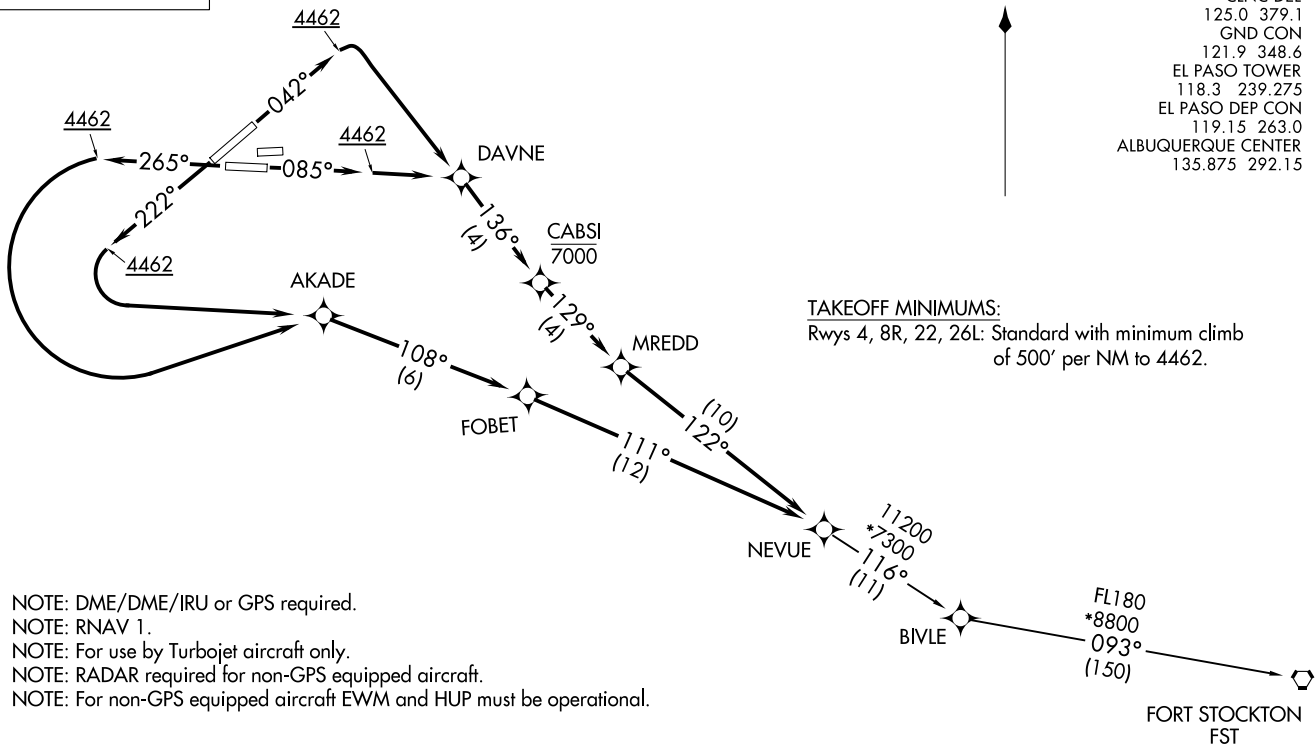 CLNC DEL
125.0 379.1
GND CON
121.9 348.6
EL PASO TOWER
118.3 239.275
EL PASO DEP CON
119.15 263.0
ALBUQUERQUE CENTER
135.875 292.15
4462
042°
4462
265°
4462
085°
222°
4462
DAVNE
136°
(4)
CABSI
7000
129°
(4)
MREDD
AKADE
108°
(6)
FOBET
111°
(12)
(10)
122°
NEVUE
11200
*7300
116°
(11)
BIVLE
FL180
*8800
093°
(150)
FORT STOCKTON
FST
TAKEOFF MINIMUMS:
Rwys 4, 8R, 22, 26L: Standard with minimum climb
of 500' per NM to 4462.
NOTE: DME/DME/IRU or GPS required.
NOTE: RNAV 1.
NOTE: For use by Turbojet aircraft only.
NOTE: RADAR required for non-GPS equipped aircraft.
NOTE: For non-GPS equipped aircraft EWM and HUP must be operational.